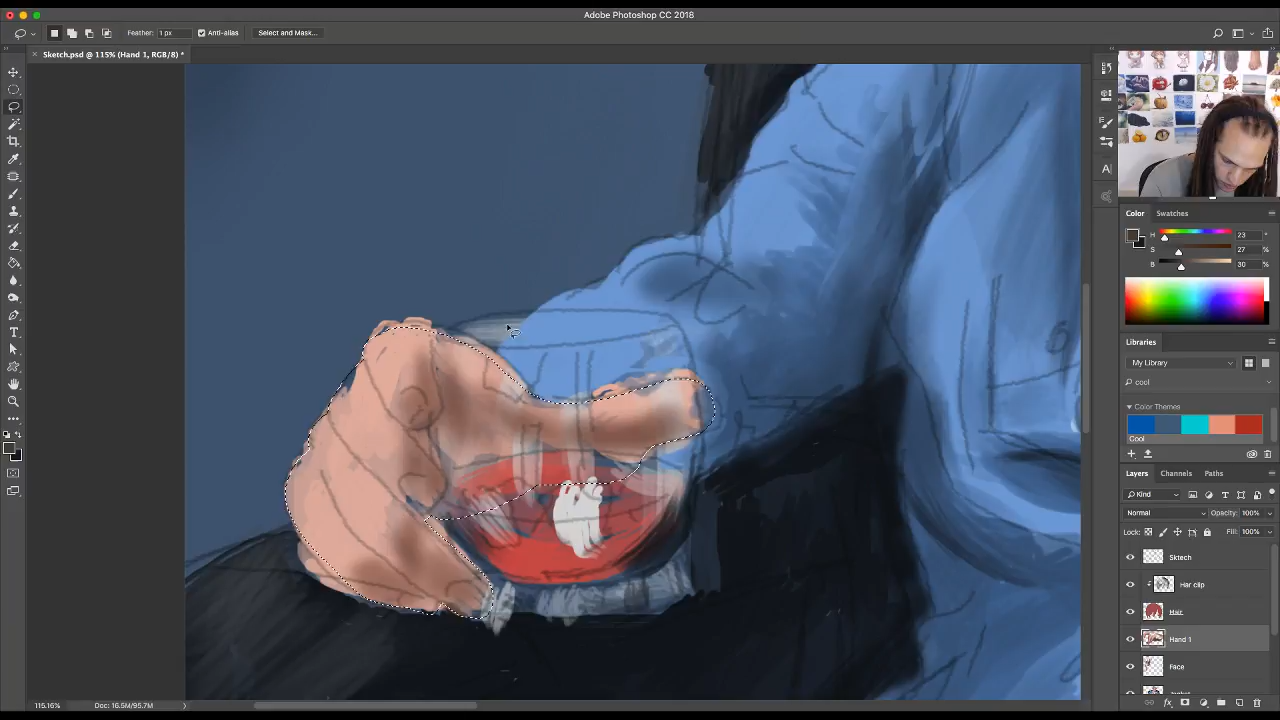 Adobe Photoshop CC 2018
Feather: 1 px
Anti-alias
Select and Mask...
Sketch.psd @ 115% (Hand 1, RGB/8) *
Color
Swatches
H 23 °
S 27 %
B 30 %
Libraries
My Library
cool
Color Themes
Cool
Layers
Channels
Paths
Kind
Normal
Opacity: 100%
Lock:
Fill: 100%
Sktech
Har clip
Hair
Hand 1
Face
115.16%
Doc: 16.5M/95.7M